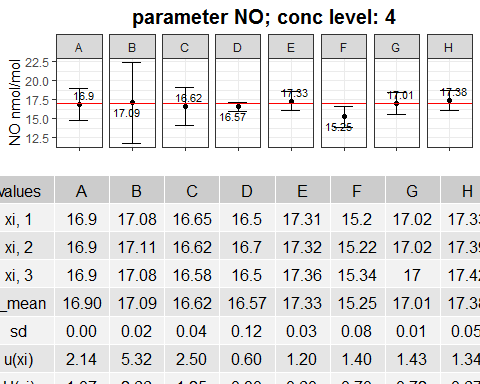 parameter NO; conc level: 4
A B C D E F G H
NO nmol/mol
22.5
20.0
17.5
15.0
12.5
16.9 17.09 16.62 16.57 17.33 15.25 17.01 17.38
values A B C D E F G H
xi, 1 16.9 17.08 16.65 16.5 17.31 15.2 17.02 17.33
xi, 2 16.9 17.11 16.62 16.7 17.32 15.22 17.02 17.39
xi, 3 16.9 17.08 16.58 16.5 17.36 15.34 17 17.42
_mean 16.90 17.09 16.62 16.57 17.33 15.25 17.01 17.38
sd 0.00 0.02 0.04 0.12 0.03 0.08 0.01 0.05
u(xi) 2.14 5.32 2.50 0.60 1.20 1.40 1.43 1.34